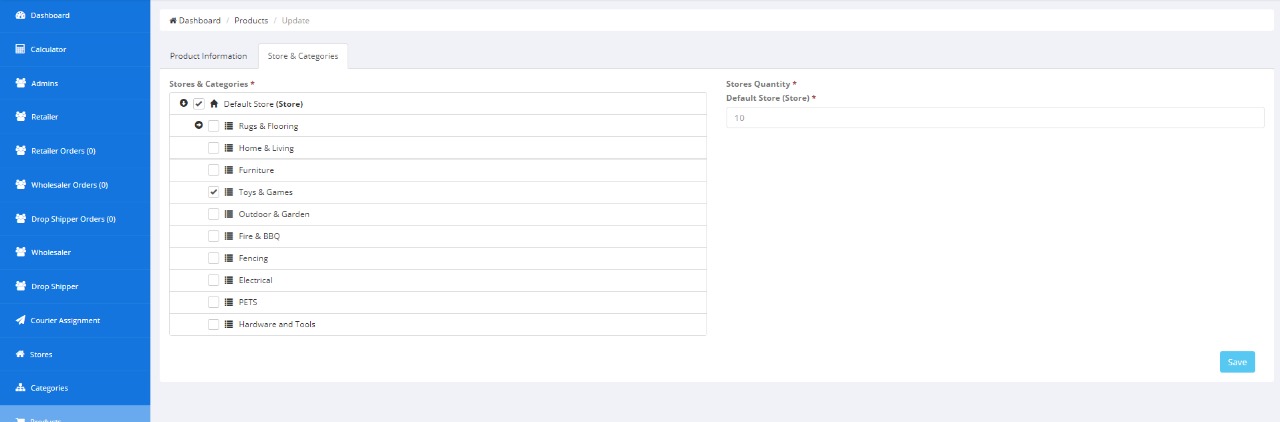 Dashboard
Calculator
Admins
Retailer
Retailer Orders (0)
Wholesaler Orders (0)
Drop Shipper Orders (0)
Wholesaler
Drop Shipper
Courier Assignment
Stores
Categories
Products
Dashboard / Products / Update
Product Information
Store & Categories
Stores & Categories *
Default Store (Store)
Rugs & Flooring
Home & Living
Furniture
Toys & Games
Outdoor & Garden
Fire & BBQ
Fencing
Electrical
PETS
Hardware and Tools
Stores Quantity *
Default Store (Store) *
10
Save